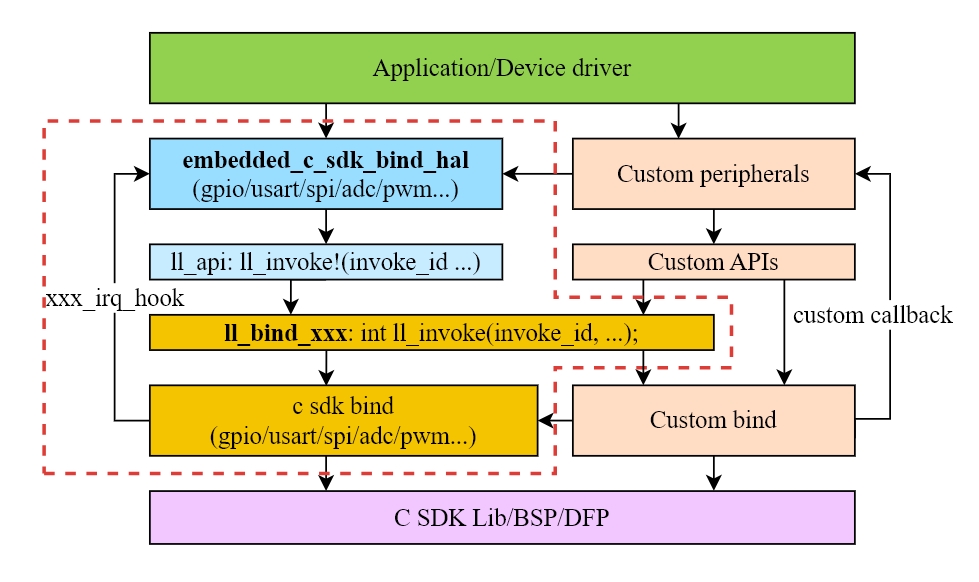 Application/Device driver
embedded_c_sdk_bind_hal
(gpio/usart/spi/adc/pwm...)
Custom peripherals
ll_api: ll_invoke!(invoke_id ...)
Custom APIs
xxx_irq_hook
custom callback
ll_bind_xxx: int ll_invoke(invoke_id, ...);
c sdk bind
(gpio/usart/spi/adc/pwm...)
Custom bind
C SDK Lib/BSP/DFP